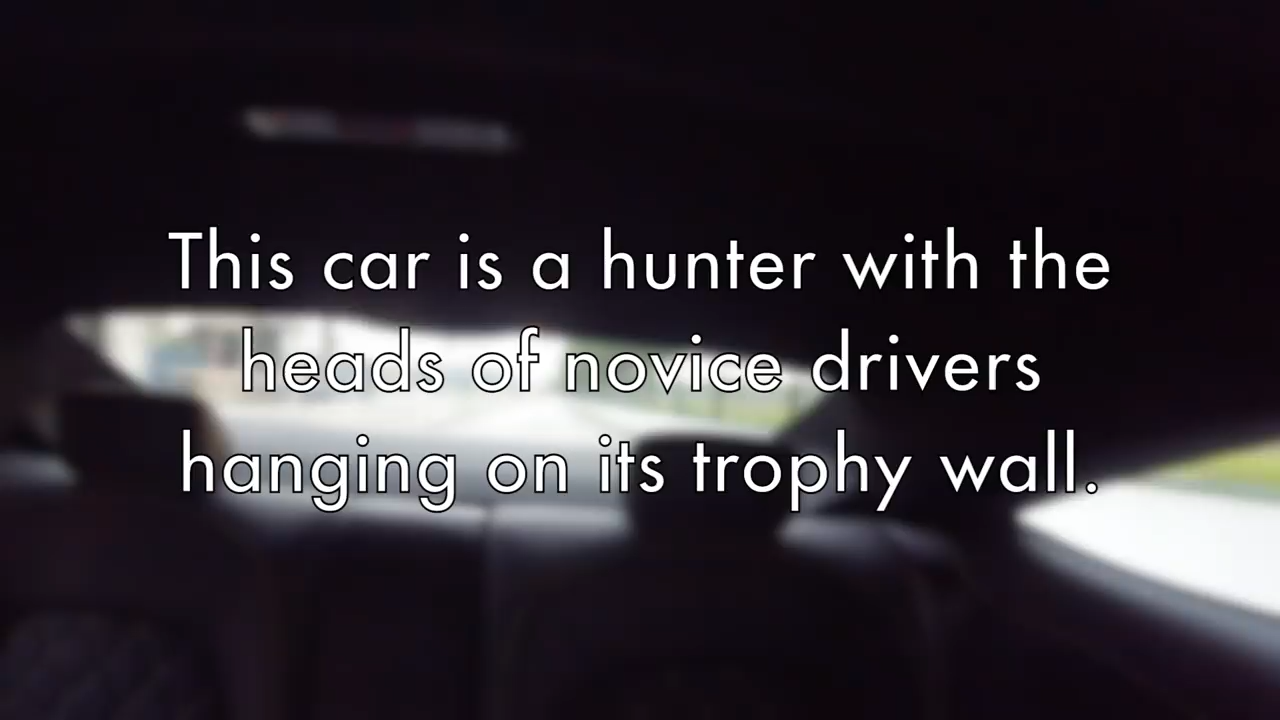 This car is a hunter with the
heads of novice drivers
hanging on its trophy wall.